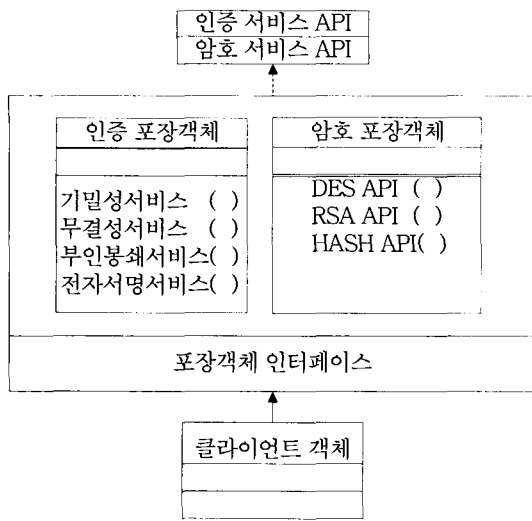 인증 서비스 API
암호 서비스 API
인증 포장객체
기밀성서비스 ( )
무결성서비스 ( )
부인봉쇄서비스( )
전자서명서비스( )
암호 포장객체
DES API ( )
RSA API ( )
HASH API( )
포장객체 인터페이스
클라이언트 객체